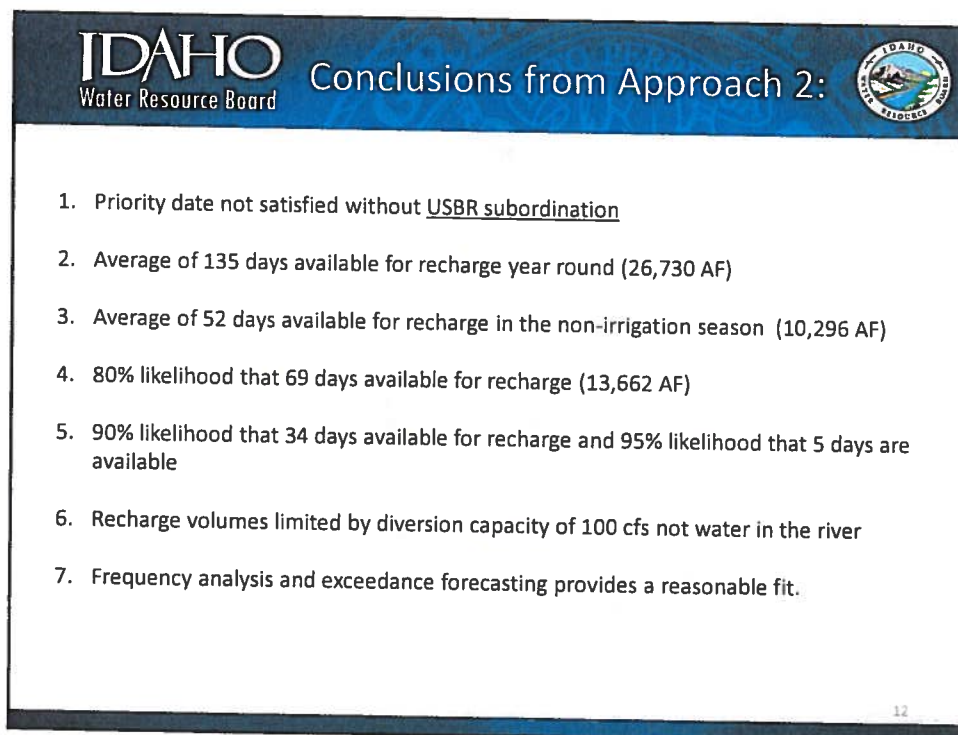 IDAHO
Water Resource Board
Conclusions from Approach 2:
IDAHO
WATER RESOURCE BOARD
1. Priority date not satisfied without USBR subordination
2. Average of 135 days available for recharge year round (26,730 AF)
3. Average of 52 days available for recharge in the non-irrigation season (10,296 AF)
4. 80% likelihood that 69 days available for recharge (13,662 AF)
5. 90% likelihood that 34 days available for recharge and 95% likelihood that 5 days are
available
6. Recharge volumes limited by diversion capacity of 100 cfs not water in the river
7. Frequency analysis and exceedance forecasting provides a reasonable fit.
12